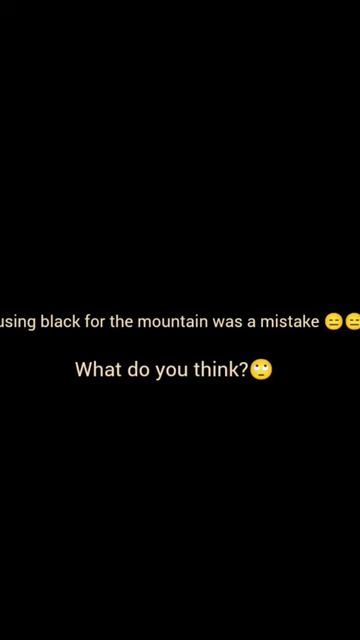 using black for the mountain was a mistake 😑😑
What do you think?🙄